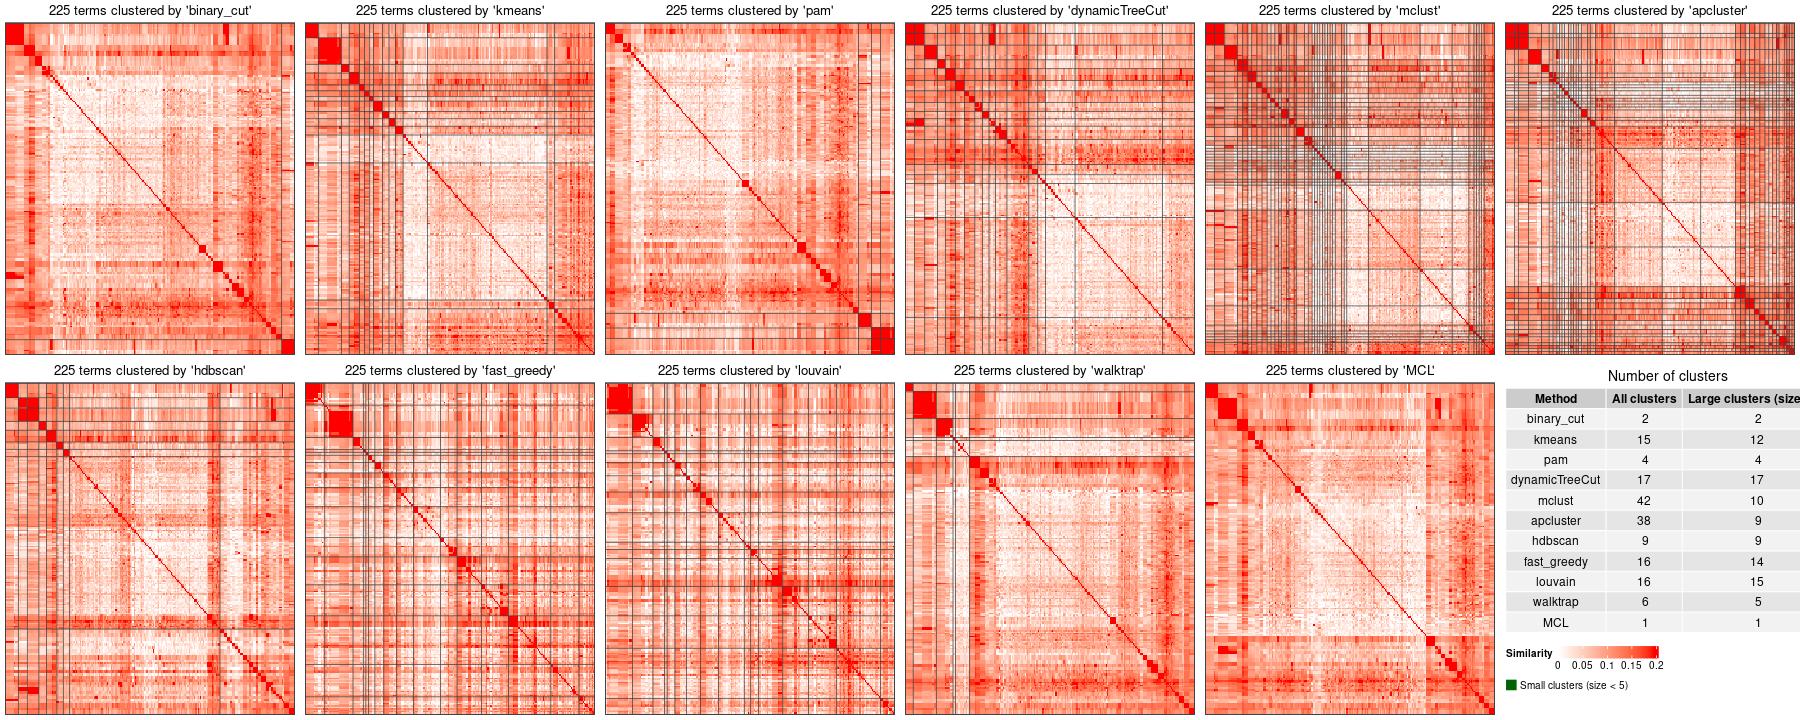 225 terms clustered by 'binary_cut'
225 terms clustered by 'kmeans'
225 terms clustered by 'pam'
225 terms clustered by 'dynamicTreeCut'
225 terms clustered by 'mclust'
225 terms clustered by 'apcluster'
225 terms clustered by 'hdbscan'
225 terms clustered by 'fast_greedy'
225 terms clustered by 'louvain'
225 terms clustered by 'walktrap'
225 terms clustered by 'MCL'
Number of clusters
Method All clusters Large clusters (size
binary_cut 2 2
kmeans 15 12
pam 4 4
dynamicTreeCut 17 17
mclust 42 10
apcluster 38 9
hdbscan 9 9
fast_greedy 16 14
louvain 16 15
walktrap 6 5
MCL 1 1
Similarity
0 0.05 0.1 0.15 0.2
Small clusters (size < 5)